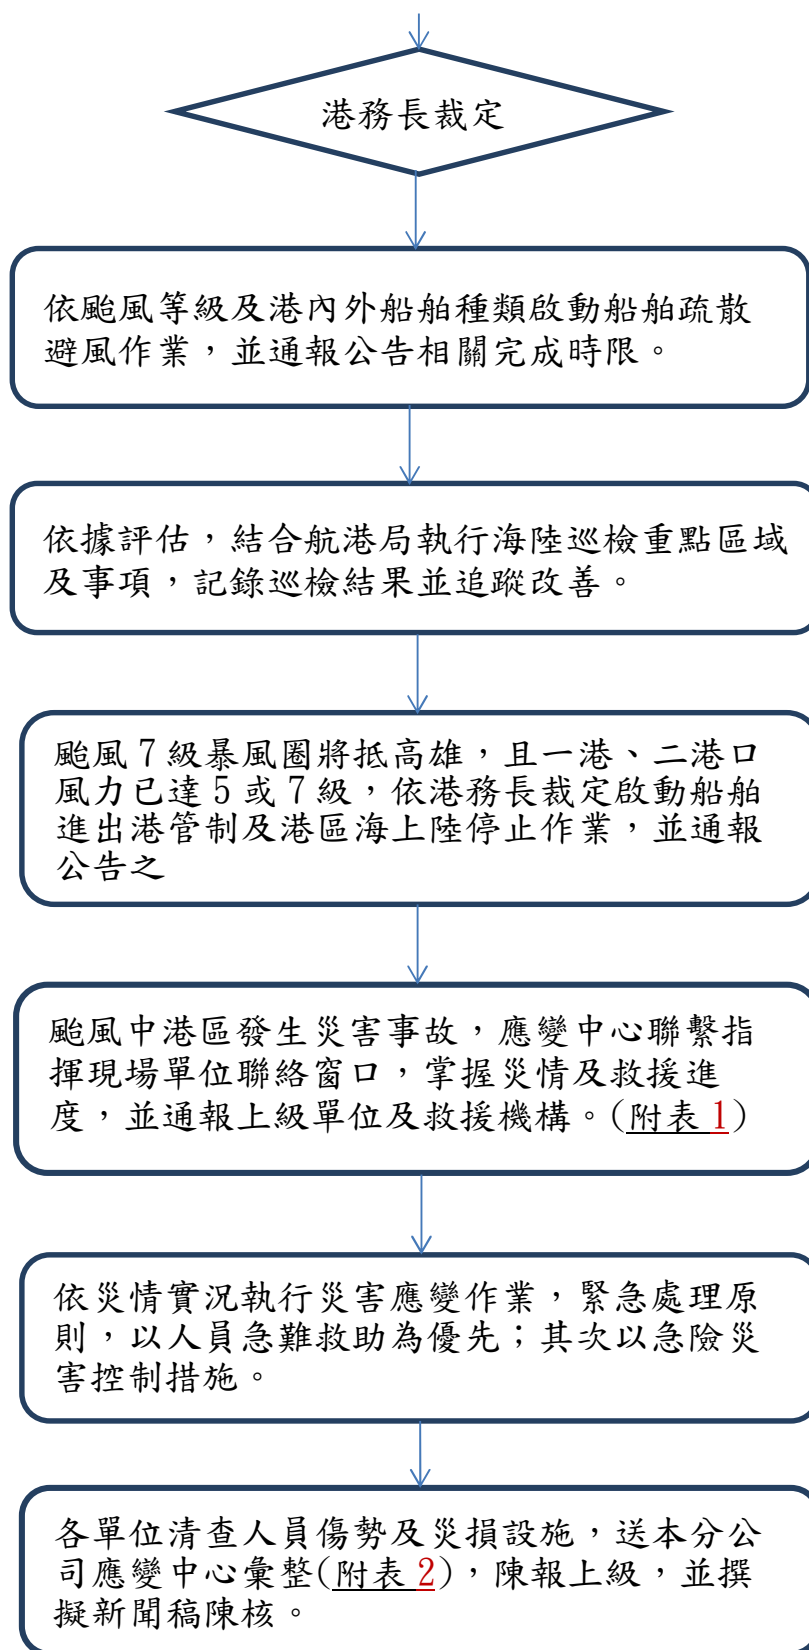 港務長裁定
依颱風等級及港內外船舶種類啟動船舶疏散
避風作業，並通報公告相關完成時限。
依據評估，結合航港局執行海陸巡檢重點區域
及事項，記錄巡檢結果並追蹤改善。
颱風 7 級暴風圈將抵高雄，且一港、二港口
風力已達 5 或 7 級，依港務長裁定啟動船舶
進出港管制及港區海上陸停止作業，並通報
公告之
颱風中港區發生災害事故，應變中心聯繫指
揮現場單位聯絡窗口，掌握災情及救援進
度，並通報上級單位及救援機構。(附表 1)
依災情實況執行災害應變作業，緊急處理原
則，以人員急難救助為優先；其次以急險災
害控制措施。
各單位清查人員傷勢及災損設施，送本分公
司應變中心彙整(附表 2)，陳報上級，並撰
擬新聞稿陳核。